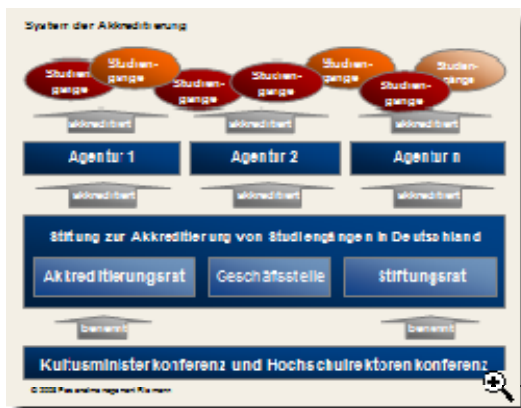 System der Akkreditierung
Studien-
gänge
Studien-
gänge
Studien-
gänge
Studien-
gänge
Studien-
gänge
Studien-
gänge
Studien-
gänge
akkreditiert
akkreditiert
akkreditiert
Agentur 1
Agentur 2
Agentur n
akkreditiert
akkreditiert
akkreditiert
Stiftung zur Akkreditierung von Studiengängen in Deutschland
Akkreditierungsrat
Geschäftsstelle
Stiftungsrat
benennt
benennt
Kultusministerkonferenz und Hochschulrektorenkonferenz
Personalmanagement